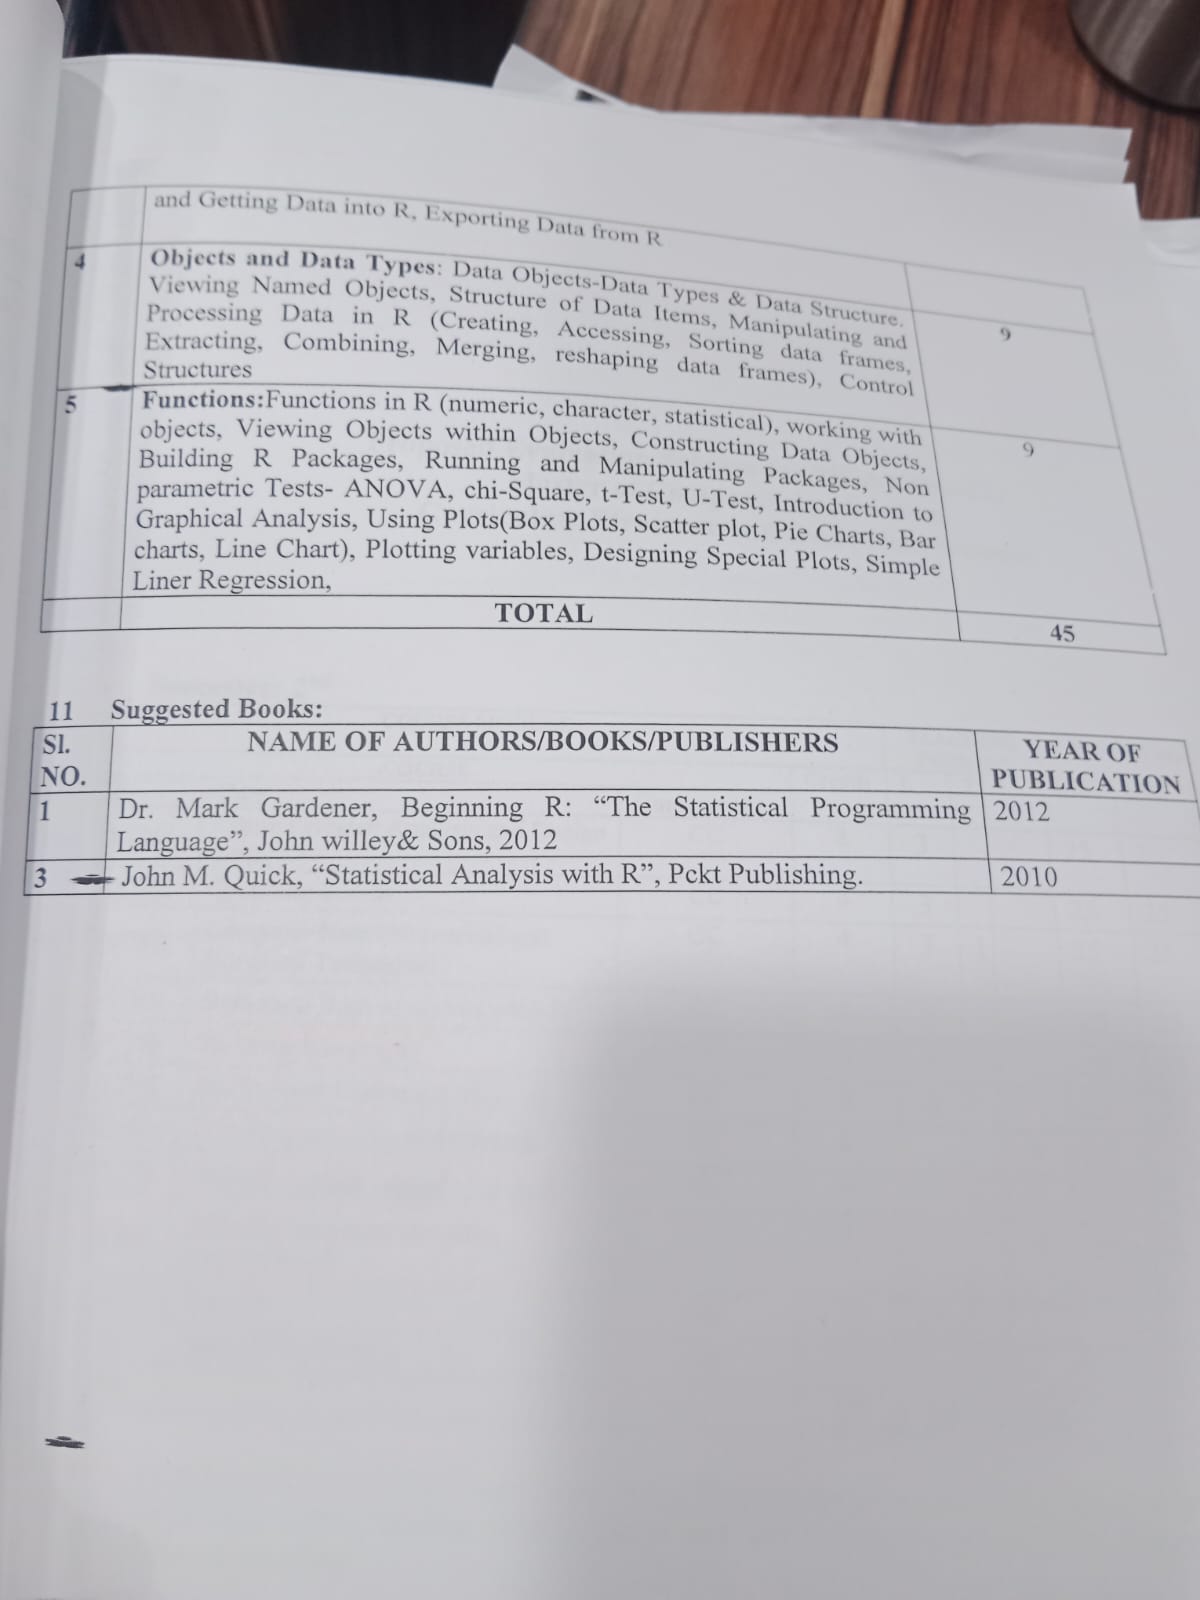 and Getting Data into R, Exporting Data from R
4 Objects and Data Types: Data Objects-Data Types & Data Structure. 9
Viewing Named Objects, Structure of Data Items, Manipulating and
Processing Data in R (Creating, Accessing, Sorting data frames,
Extracting, Combining, Merging, reshaping data frames), Control
Structures
5 Functions:Functions in R (numeric, character, statistical), working with 9
objects, Viewing Objects within Objects, Constructing Data Objects,
Building R Packages, Running and Manipulating Packages, Non
parametric Tests- ANOVA, chi-Square, t-Test, U-Test, Introduction to
Graphical Analysis, Using Plots(Box Plots, Scatter plot, Pie Charts, Bar
charts, Line Chart), Plotting variables, Designing Special Plots, Simple
Liner Regression,
TOTAL 45
11 Suggested Books:
Sl. NAME OF AUTHORS/BOOKS/PUBLISHERS YEAR OF
NO. PUBLICATION
1 Dr. Mark Gardener, Beginning R: “The Statistical Programming 2012
Language”, John willey& Sons, 2012
3 John M. Quick, “Statistical Analysis with R”, Pckt Publishing. 2010